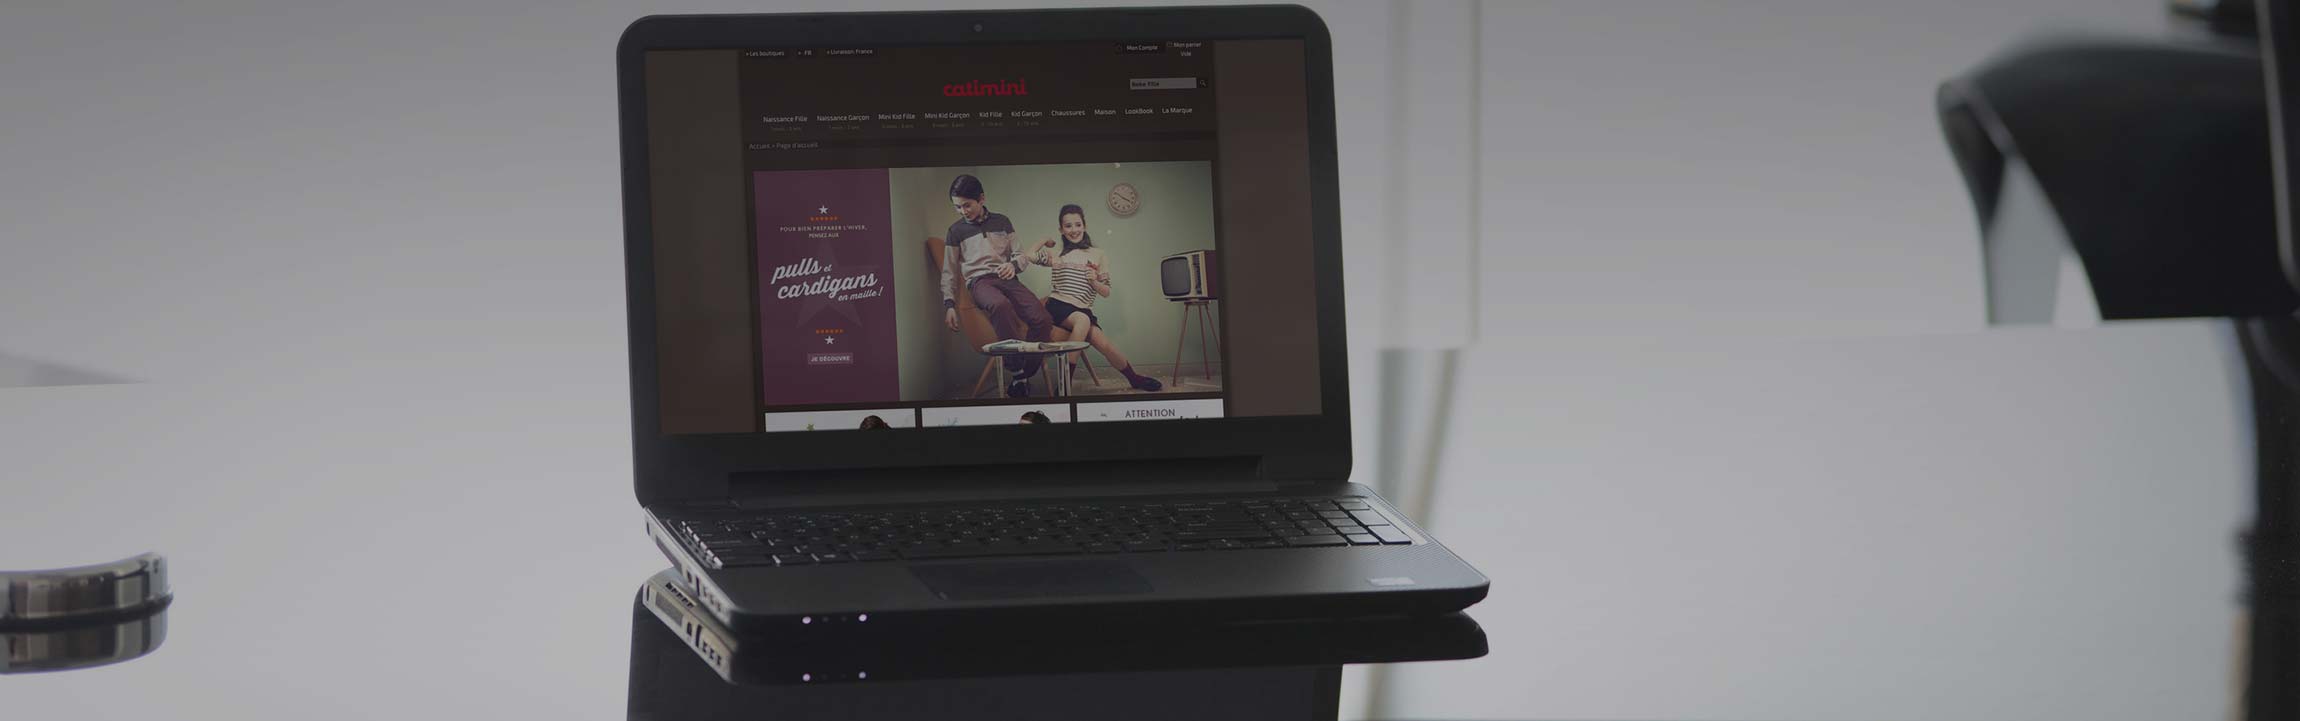 » Les boutiques » FR » Livraison: France Mon Compte Mon panier
Vide
catimini
Bebe fille
Naissance Fille Naissance Garçon Mini Kid Fille Mini Kid Garçon Kid Fille Kid Garçon Chaussures Maison LookBook La Marque
Accueil > Page d'accueil
POUR BIEN PRÉPARER L'HIVER,
PENSEZ AUX
pulls et
cardigans
en maille !
JE DÉCOUVRE
ATTENTION